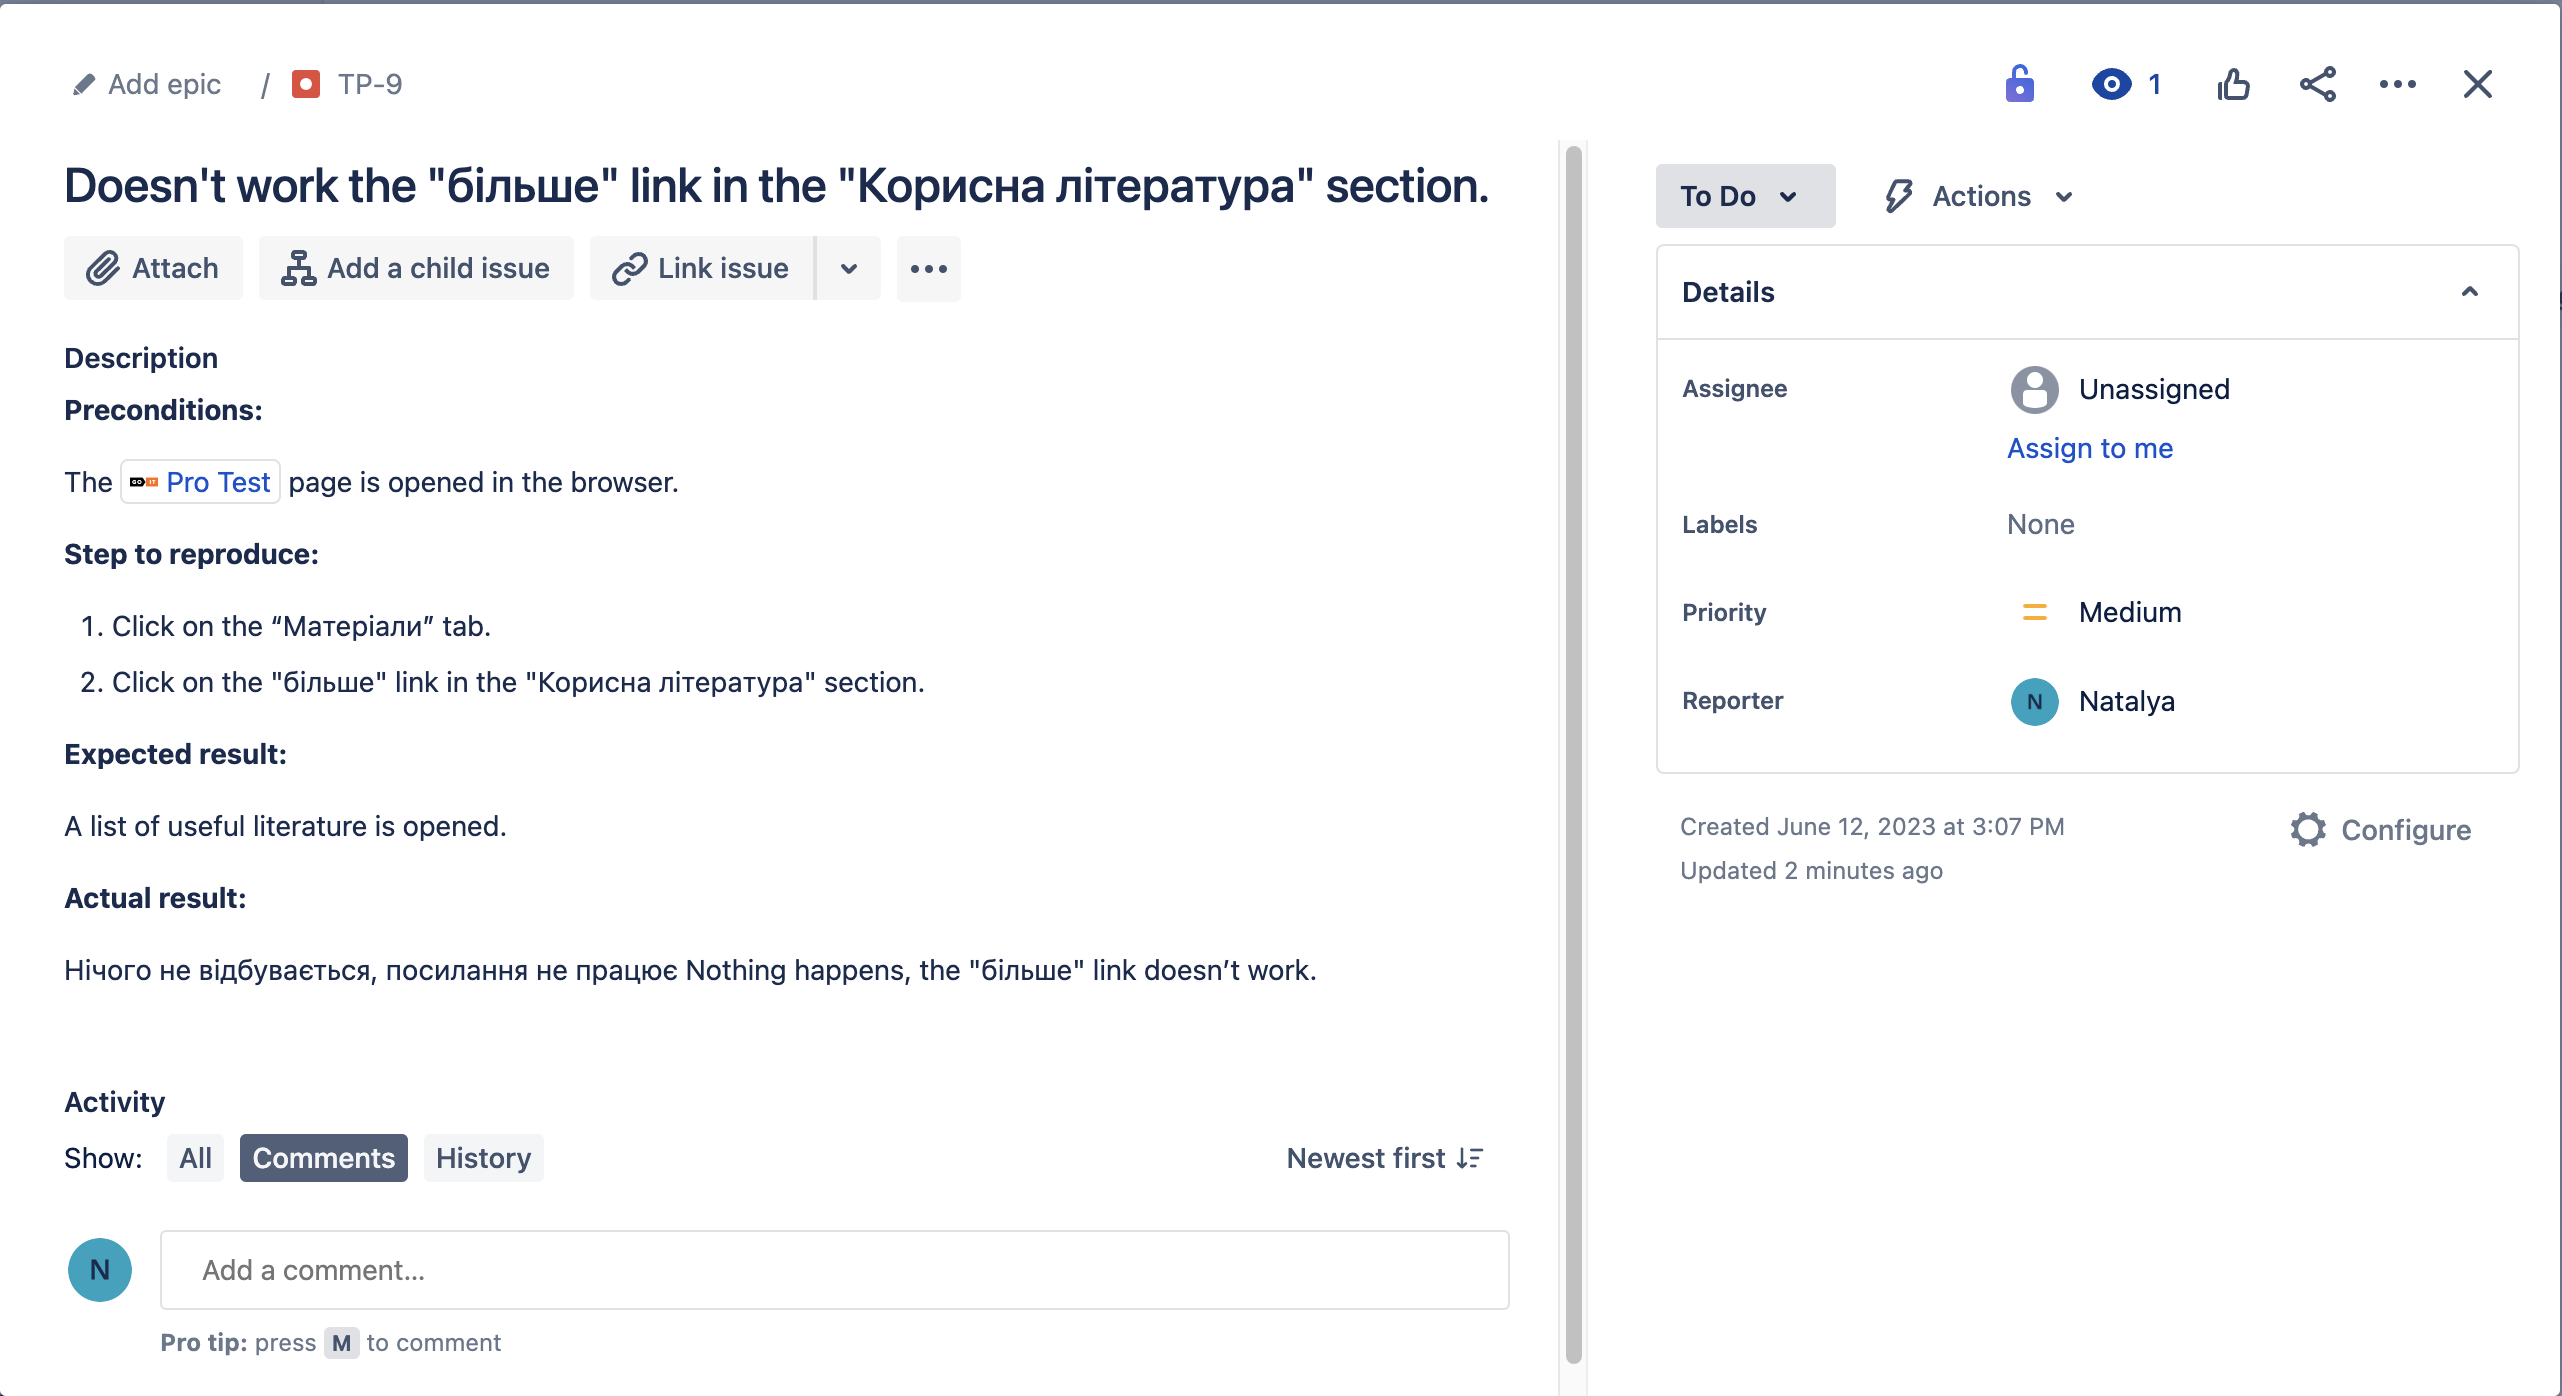 Add epic / TP-9
1
Doesn't work the "більше" link in the "Корисна література" section.
Attach Add a child issue Link issue
Description
Preconditions:
The GO IT Pro Test page is opened in the browser.
Step to reproduce:
1. Click on the “Матеріали” tab.
2. Click on the "більше" link in the "Корисна література" section.
Expected result:
A list of useful literature is opened.
Actual result:
Нічого не відбувається, посилання не працює Nothing happens, the "більше" link doesn’t work.
Activity
Show: All Comments History Newest first
N Add a comment...
Pro tip: press M to comment
To Do Actions
Details
Assignee Unassigned
Assign to me
Labels None
Priority Medium
Reporter N Natalya
Created June 12, 2023 at 3:07 PM Configure
Updated 2 minutes ago